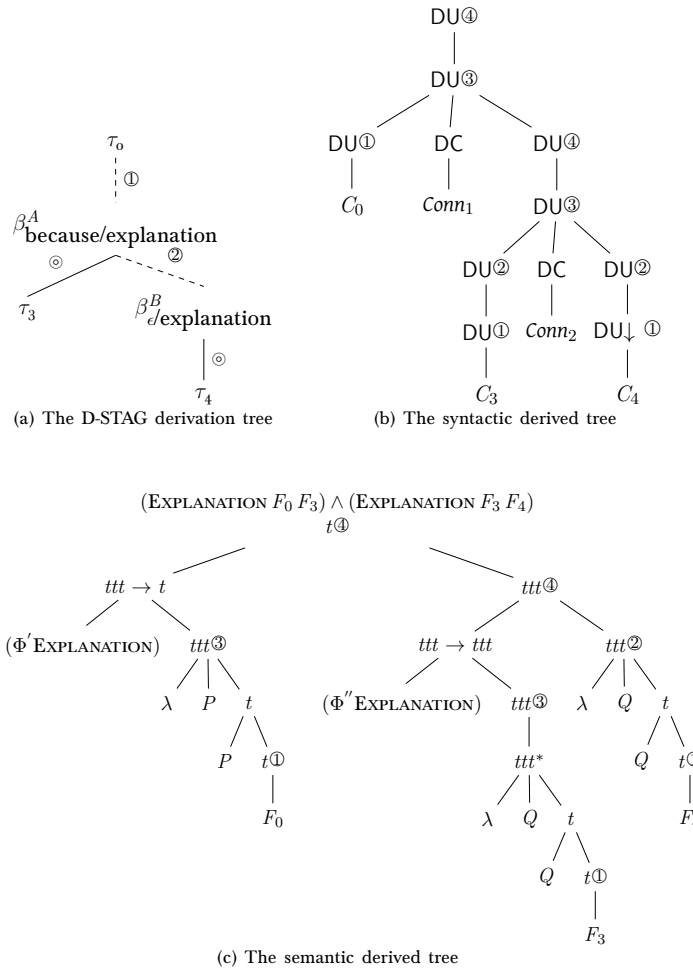 DU④
DU③
DU① DC DU④
C₀ Conn₁ DU③
DU② DC DU②
DU① Conn₂ DU↓ ①
C₃ C₄
τ₀
①
β^A because/explanation
◎ ②
τ₃ β^B ϵ/explanation
◎
τ₄
(a) The D-STAG derivation tree
(b) The syntactic derived tree
(EXPLANATION F₀ F₃) ∧ (EXPLANATION F₃ F₄)
t④
ttt → t ttt④
(Φ′EXPLANATION) ttt③ ttt → ttt ttt②
λ P t (Φ″EXPLANATION) ttt③ λ Q t
P t① ttt* Q t
F₀ λ Q t F
Q t①
F₃
(c) The semantic derived tree